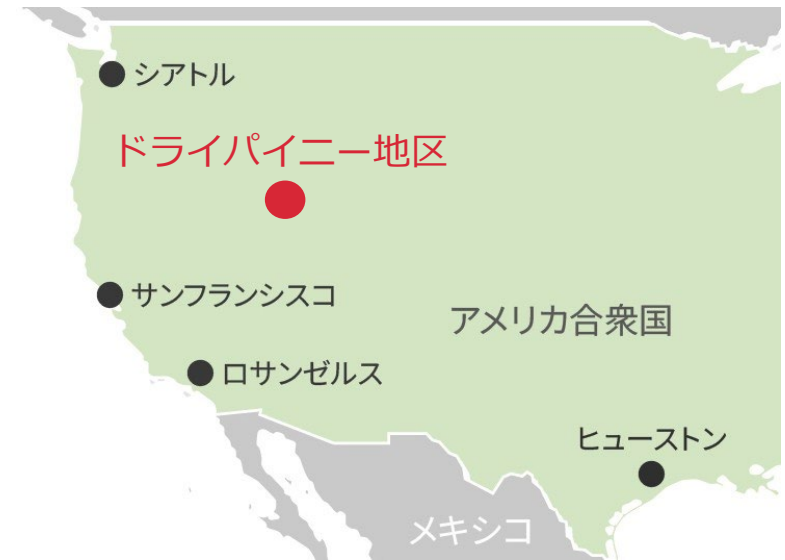 シアトル
ドライパイニー地区
サンフランシスコ
アメリカ合衆国
ロサンゼルス
ヒューストン
メキシコ